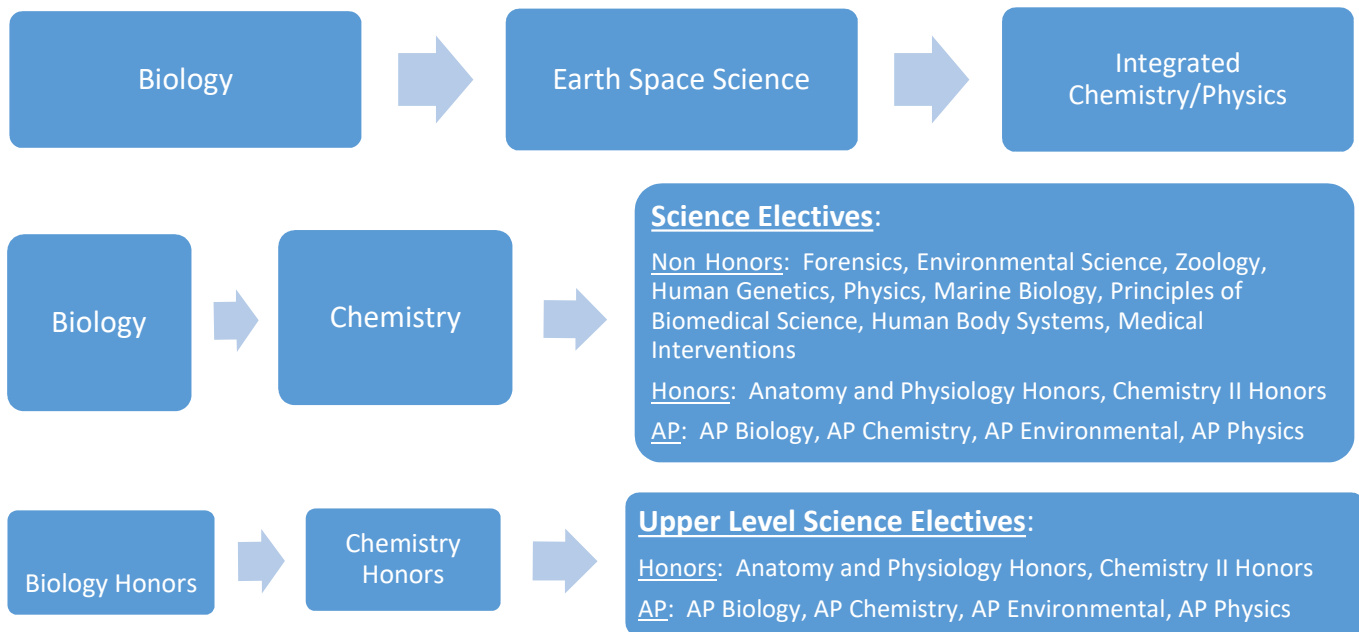 Biology
Earth Space Science
Integrated
Chemistry/Physics
Biology
Chemistry
Science Electives:
Non Honors: Forensics, Environmental Science, Zoology,
Human Genetics, Physics, Marine Biology, Principles of
Biomedical Science, Human Body Systems, Medical
Interventions
Honors: Anatomy and Physiology Honors, Chemistry II Honors
AP: AP Biology, AP Chemistry, AP Environmental, AP Physics
Biology Honors
Chemistry
Honors
Upper Level Science Electives:
Honors: Anatomy and Physiology Honors, Chemistry II Honors
AP: AP Biology, AP Chemistry, AP Environmental, AP Physics